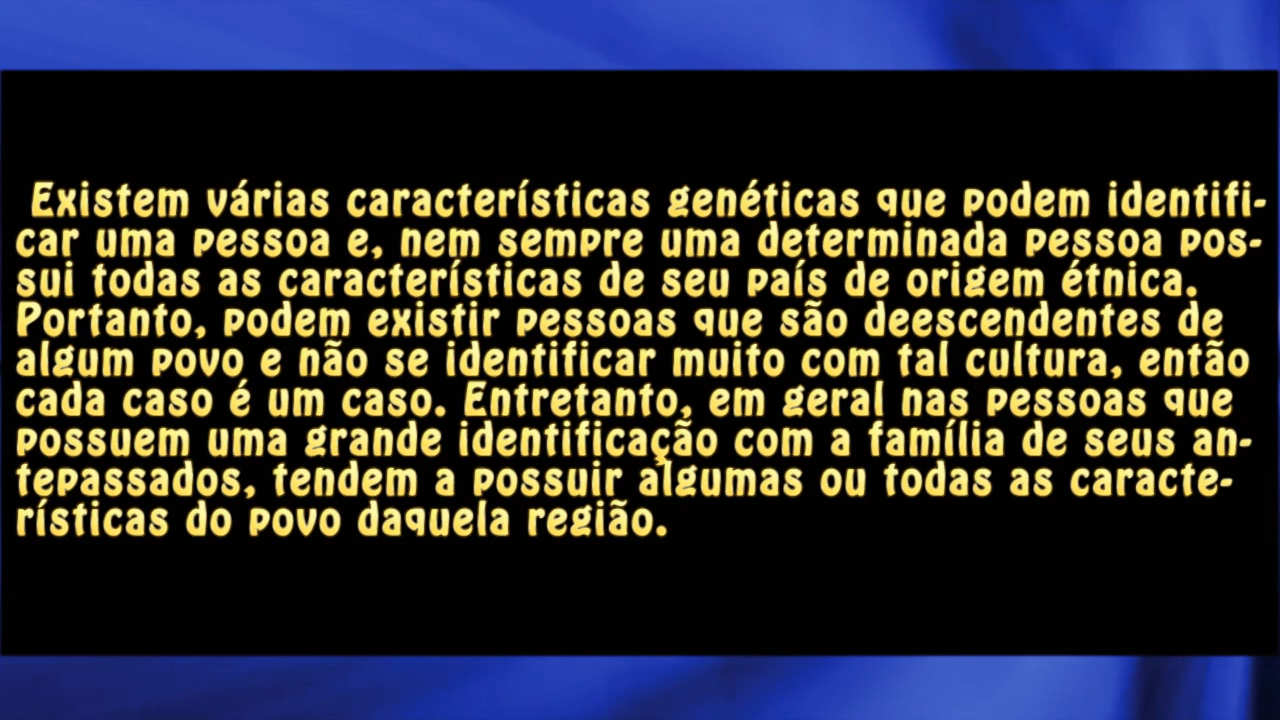 Existem várias características genéticas que podem identifi-
car uma pessoa e, nem sempre uma determinada pessoa pos-
sui todas as características de seu país de origem étnica.
Portanto, podem existir pessoas que são deescendentes de
algum povo e não se identificar muito com tal cultura, então
cada caso é um caso. Entretanto, em geral nas pessoas que
possuem uma grande identificação com a família de seus an-
tepassados, tendem a possuir algumas ou todas as caracte-
rísticas do povo daquela região.